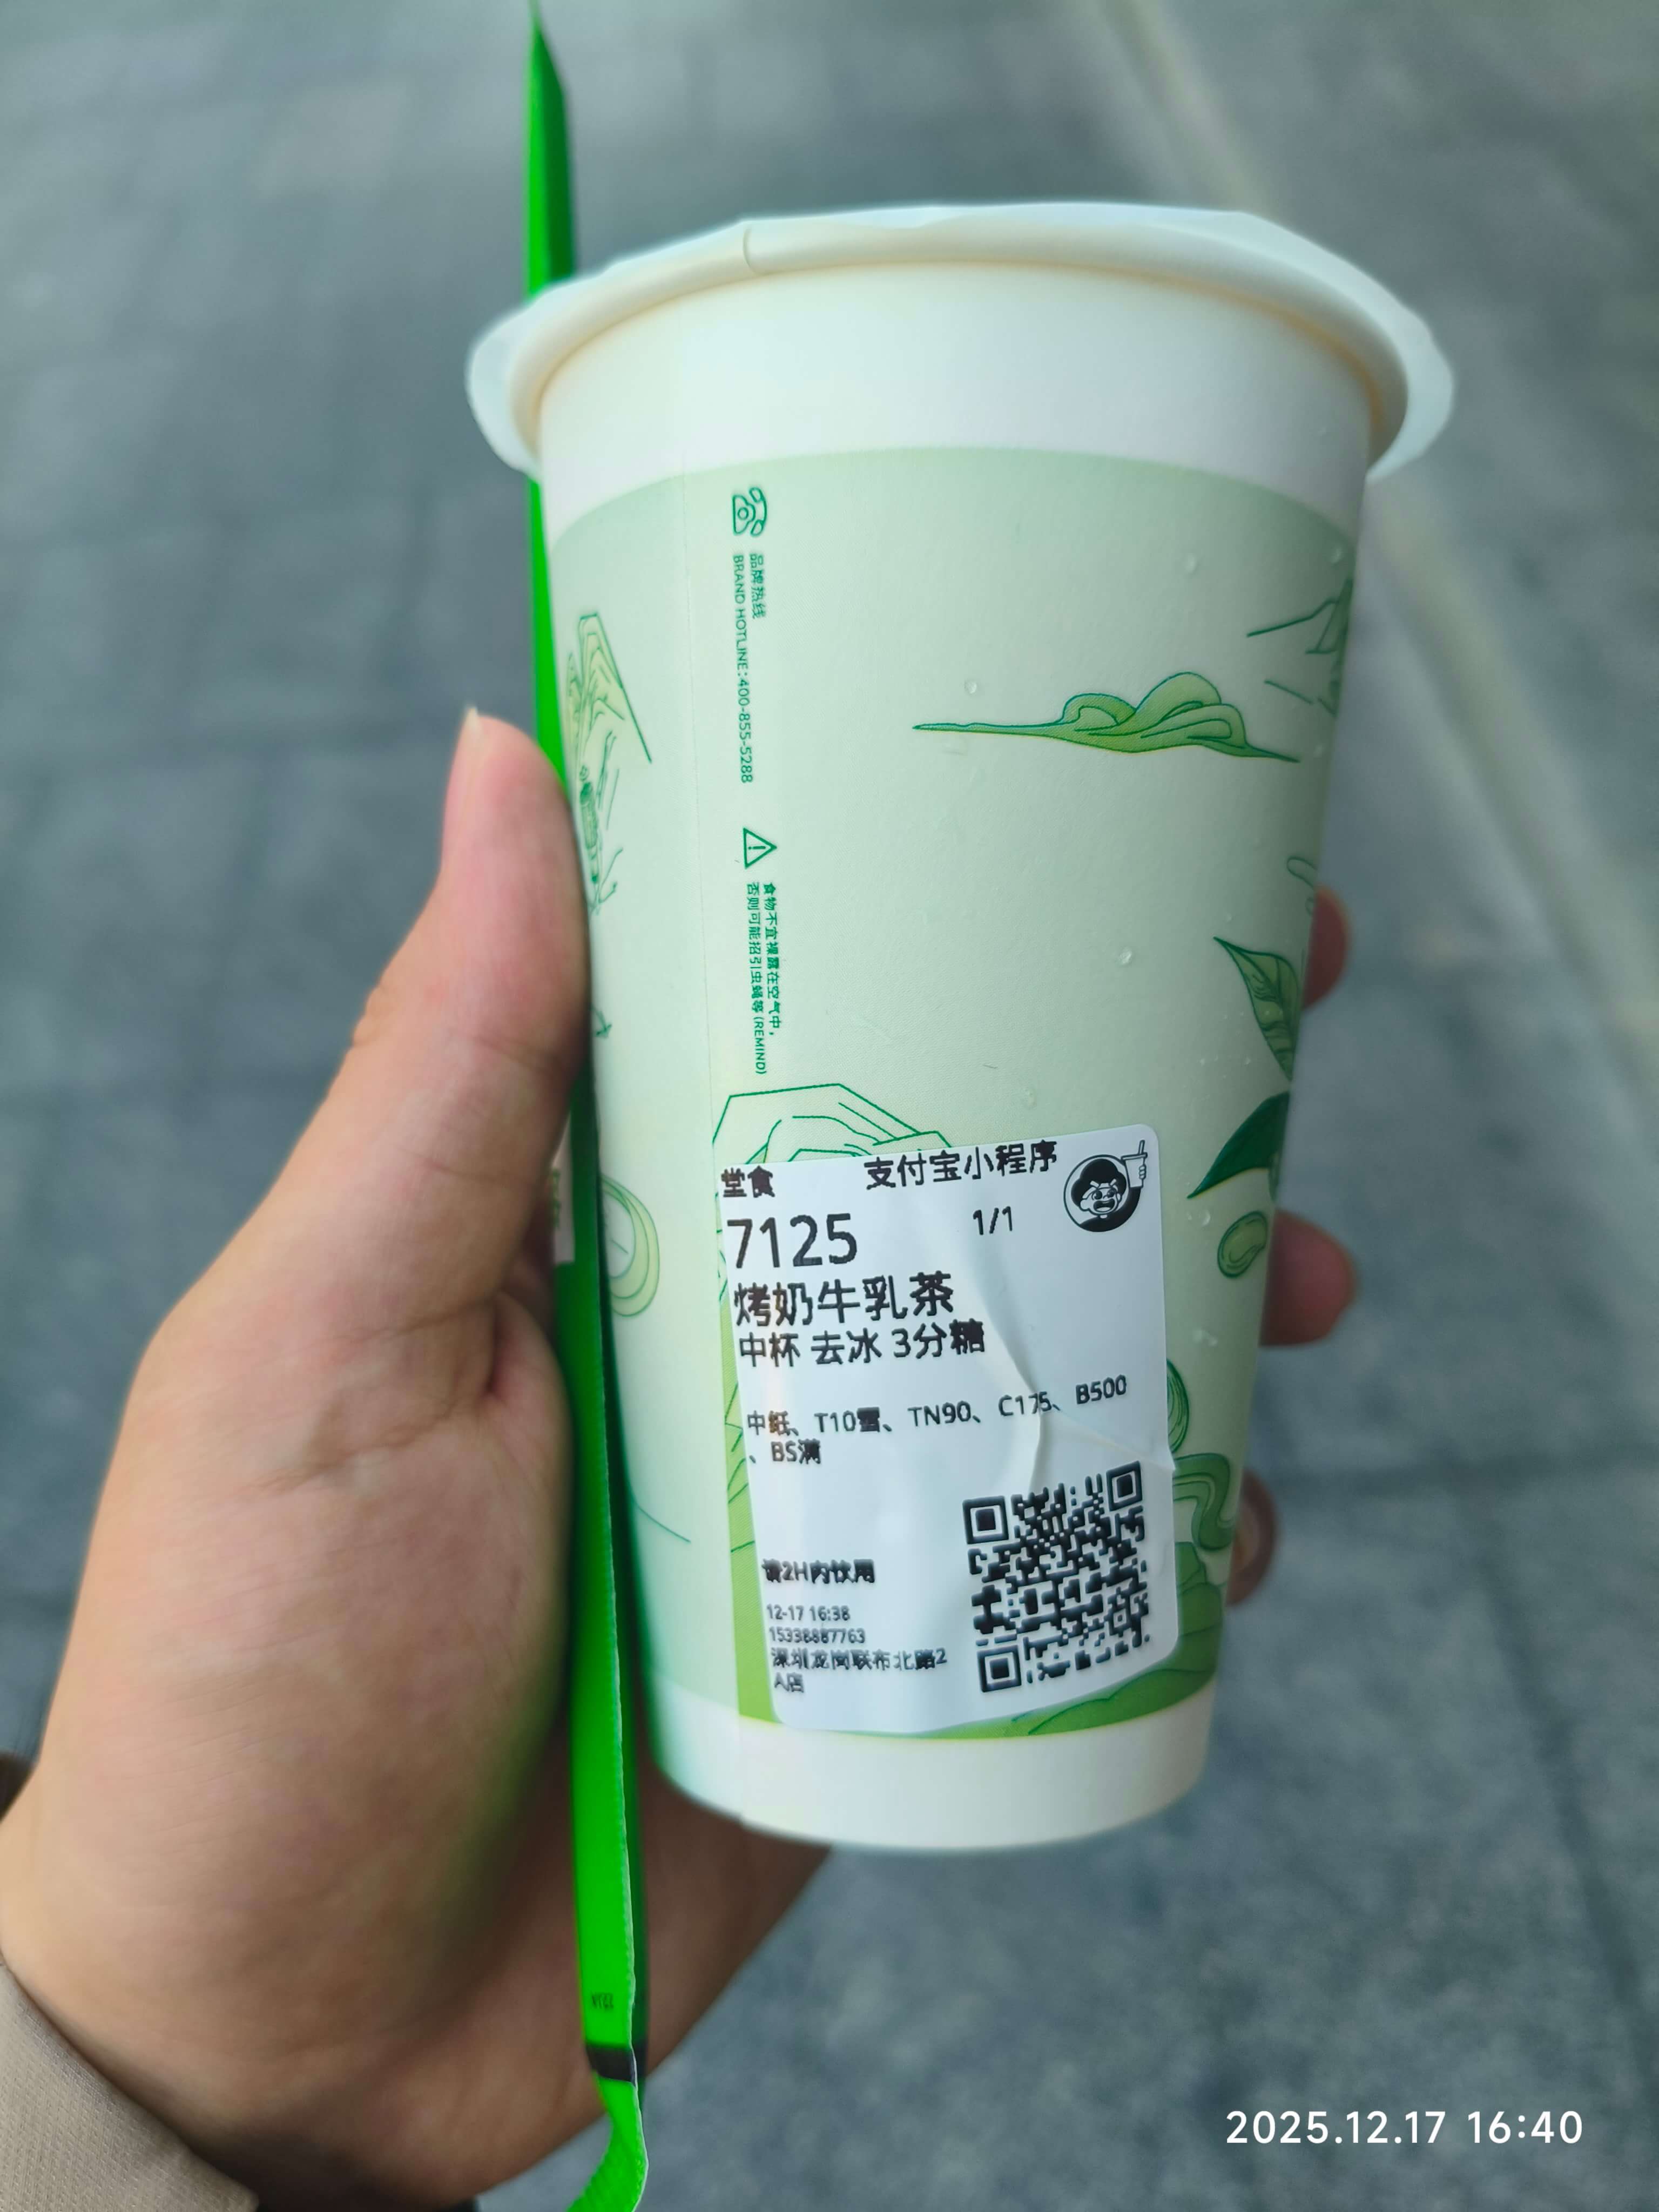 品牌热线
BRAND HOTLINE: 400-855-5288
食物不宜裸露在空气中,
否则可能招引虫蝇等 (REMIND)
堂食 支付宝小程序
7125 1/1
烤奶牛乳茶
中杯 去冰 3分糖
中纸、T10雪、TN90、C175、B500
、BS满
请2H内饮用
12-17 16:38
15338887763
深圳龙岗联布北路2
A店
2025.12.17 16:40